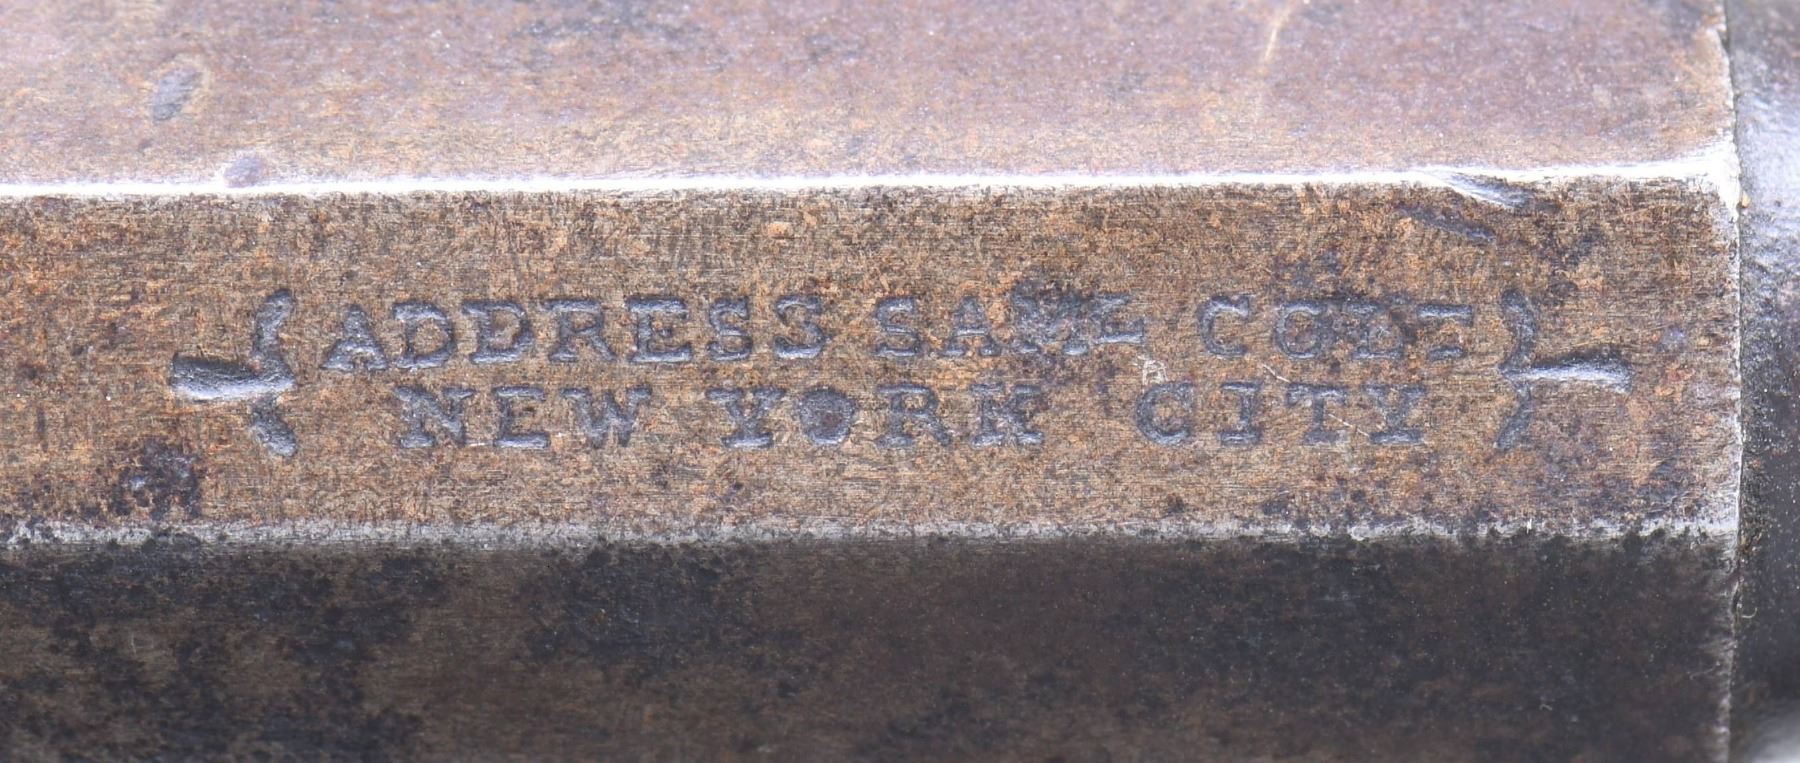 ADDRESS SAML COLT
NEW YORK CITY